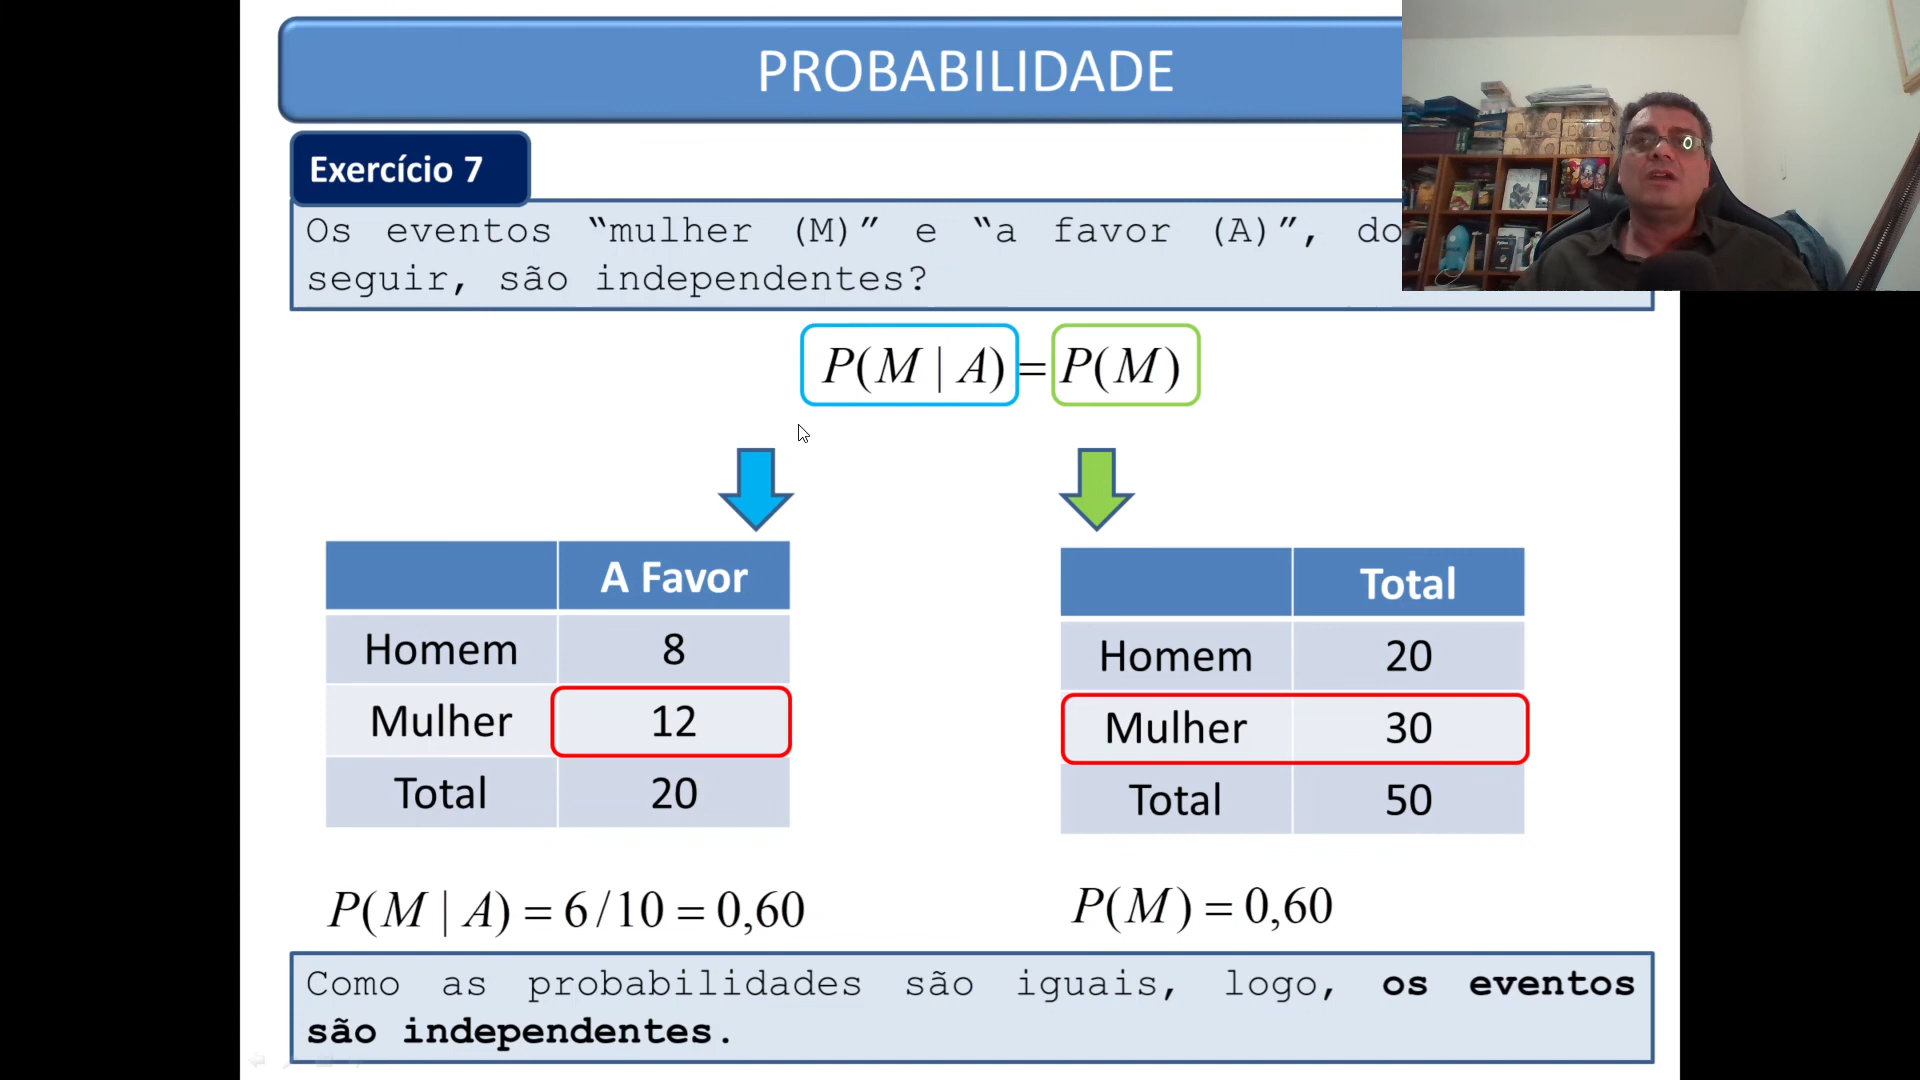 PROBABILIDADE
Exercício 7
Os eventos “mulher (M)” e “a favor (A)”, do
seguir, são independentes?
P(M | A) = P(M)
A Favor
Homem 8
Mulher 12
Total 20
Total
Homem 20
Mulher 30
Total 50
P(M | A) = 6/10 = 0,60
P(M) = 0,60
Como as probabilidades são iguais, logo, os eventos
são independentes.